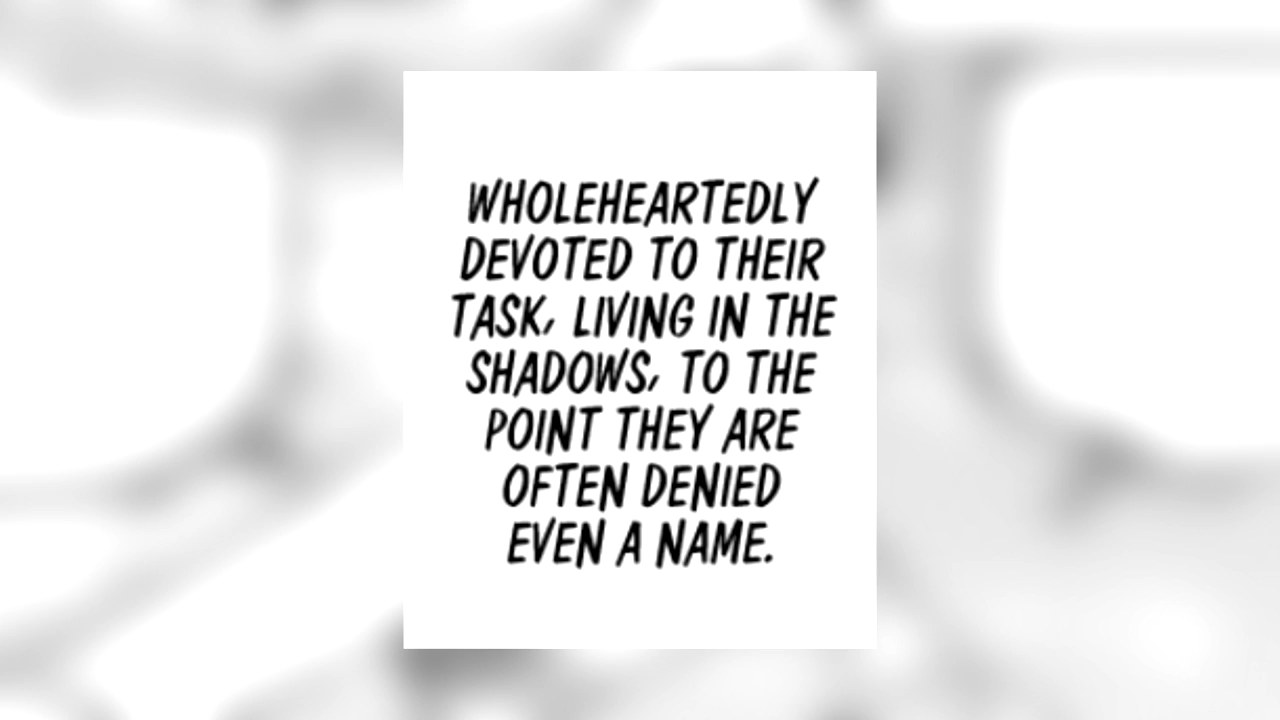 WHOLEHEARTEDLY
DEVOTED TO THEIR
TASK, LIVING IN THE
SHADOWS, TO THE
POINT THEY ARE
OFTEN DENIED
EVEN A NAME.